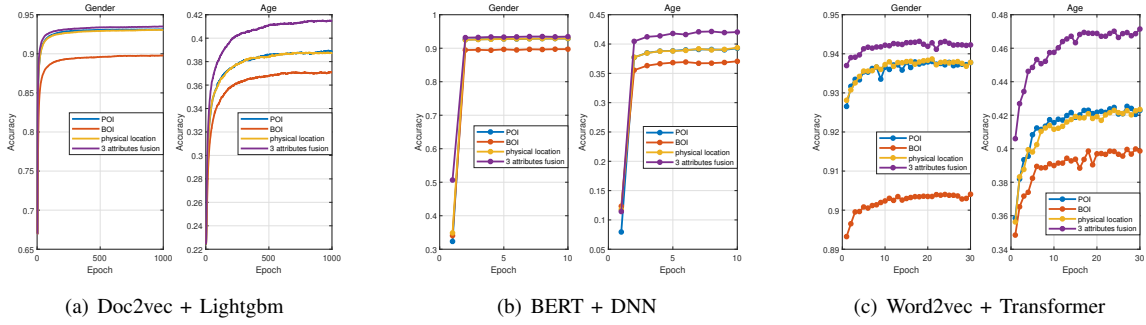 Gender
0.95
0.9
0.85
0.8
0.75
0.7
0.65
Accuracy
POI
BOI
physical location
3 attributes fusion
0
500
1000
Epoch
Age
0.42
0.4
0.38
0.36
0.34
0.32
0.3
0.28
0.26
0.24
0.22
Accuracy
POI
BOI
physical location
3 attributes fusion
0
500
1000
Epoch
(a) Doc2vec + Lightgbm
Gender
1
0.9
0.8
0.7
0.6
0.5
0.4
0.3
Accuracy
POI
BOI
physical location
3 attributes fusion
0
5
10
Epoch
Age
0.45
0.4
0.35
0.3
0.25
0.2
0.15
0.1
0.05
Accuracy
POI
BOI
physical location
3 attributes fusion
0
5
10
Epoch
(b) BERT + DNN
Gender
0.95
0.94
0.93
0.92
0.91
0.9
0.89
Accuracy
POI
BOI
physical location
3 attributes fusion
0
10
20
30
Epoch
Age
0.48
0.46
0.44
0.42
0.4
0.38
0.36
0.34
Accuracy
POI
BOI
physical location
3 attributes fusion
0
10
20
30
Epoch
(c) Word2vec + Transformer